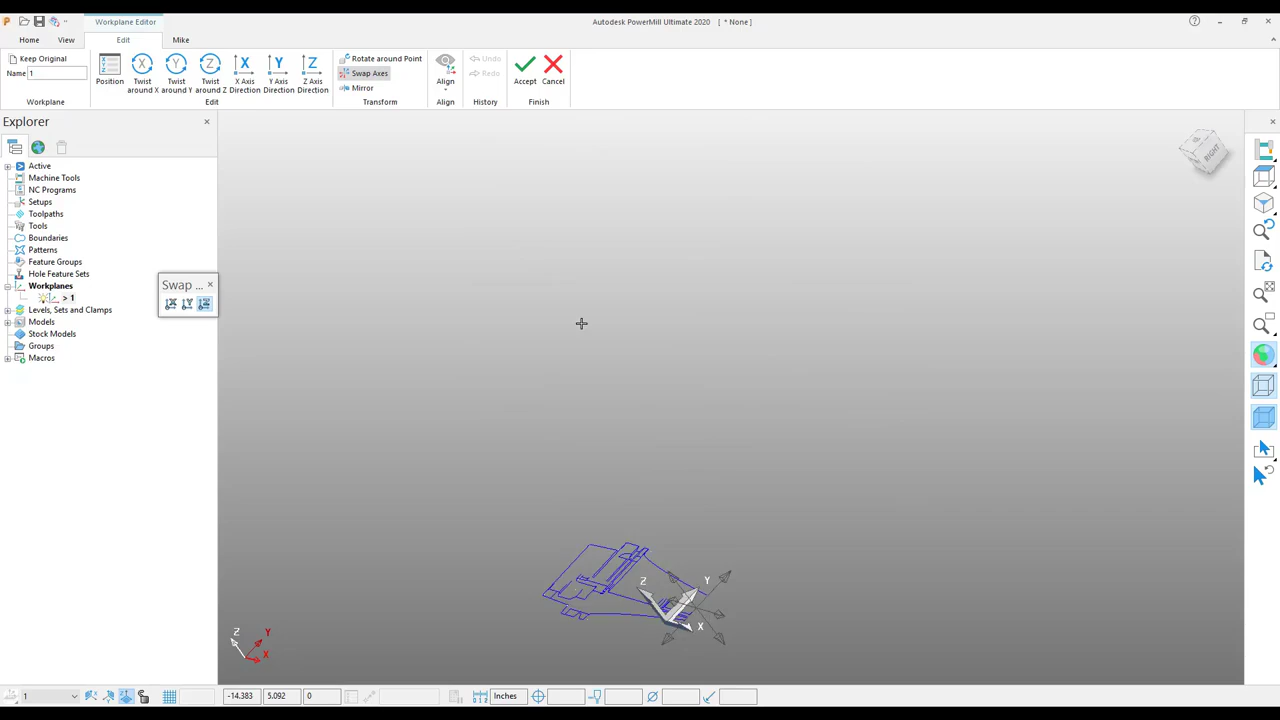 Workplane Editor
Autodesk PowerMill Ultimate 2020 [ * None ]
Home View Edit Mike
Keep Original
Name 1
Workplane
Position
Twist around X
Twist around Y
Twist around Z
X Axis Direction
Y Axis Direction
Z Axis Direction
Edit
Rotate around Point
Swap Axes
Mirror
Transform
Align
Align
Undo
Redo
History
Accept
Cancel
Finish
Explorer
Active
Machine Tools
NC Programs
Setups
Toolpaths
Tools
Boundaries
Patterns
Feature Groups
Hole Feature Sets
Workplanes
> 1
Levels, Sets and Clamps
Models
Stock Models
Groups
Macros
Swap ...
X Y Z
RIGHT
Z Y
X
Z Y
X
1 -14.383 5.092 0 Inches